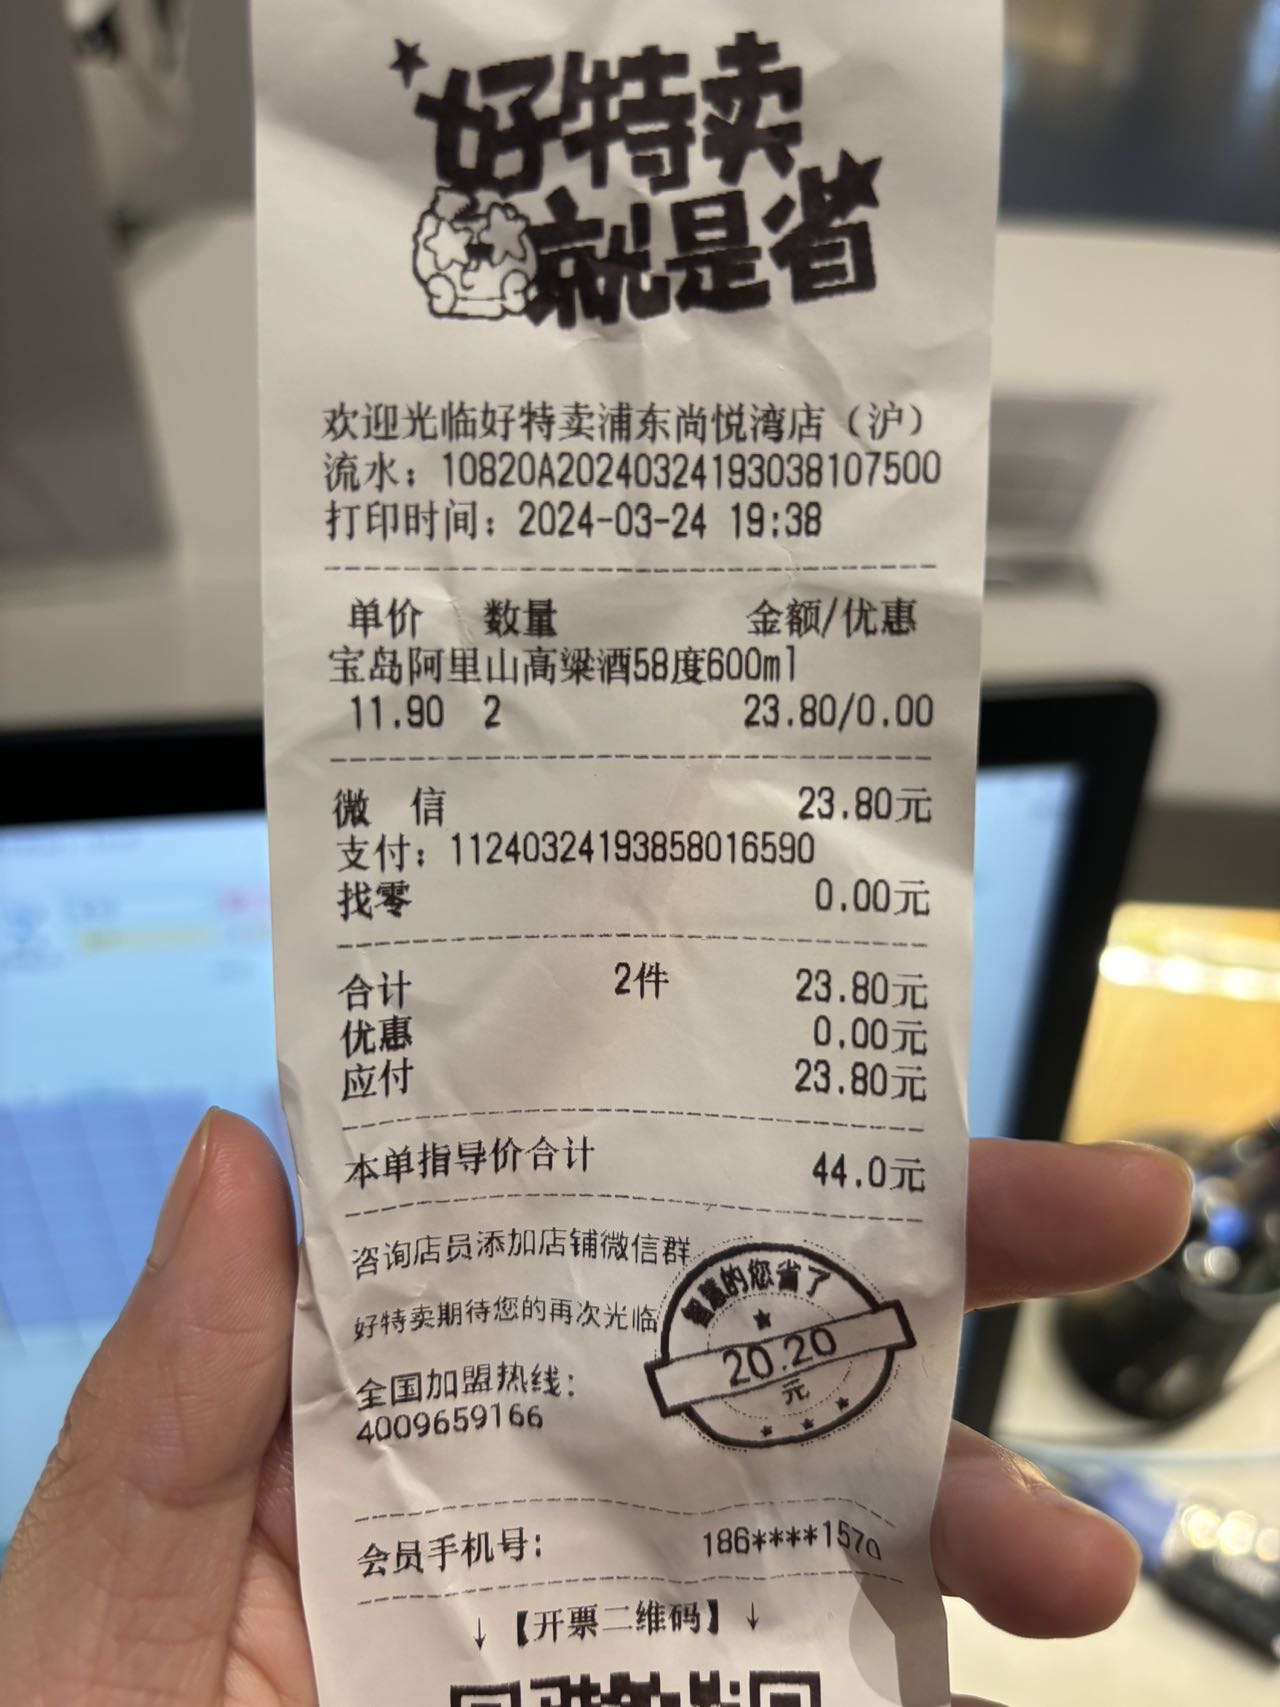 好特卖
就是省
欢迎光临好特卖浦东尚悦湾店（沪）
流水：10820A20240324193038107500
打印时间：2024-03-24 19:38
单价 数量 金额/优惠
宝岛阿里山高粱酒58度600ml
11.90 2 23.80/0.00
微 信 23.80元
支付：11240324193858016590
找零 0.00元
合计 2件 23.80元
优惠 0.00元
应付 23.80元
本单指导价合计 44.0元
咨询店员添加店铺微信群
好特卖期待您的再次光临
智慧的您省了
20.20
元
全国加盟热线：
4009659166
会员手机号： 186****1570
↓【开票二维码】↓